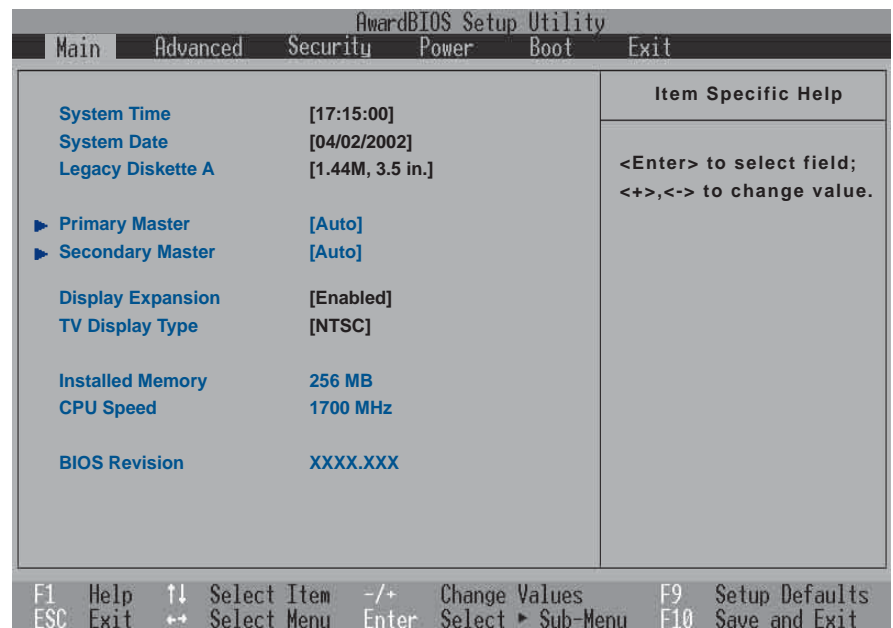 AwardBIOS Setup Utility
Main Advanced Security Power Boot Exit
System Time [17:15:00]
System Date [04/02/2002]
Legacy Diskette A [1.44M, 3.5 in.]
Primary Master [Auto]
Secondary Master [Auto]
Display Expansion [Enabled]
TV Display Type [NTSC]
Installed Memory 256 MB
CPU Speed 1700 MHz
BIOS Revision XXXX.XXX
Item Specific Help
<Enter> to select field;
<+>,<-> to change value.
F1 Help ↑↓ Select Item -/+ Change Values F9 Setup Defaults
ESC Exit ←→ Select Menu Enter Select ▶ Sub-Menu F10 Save and Exit